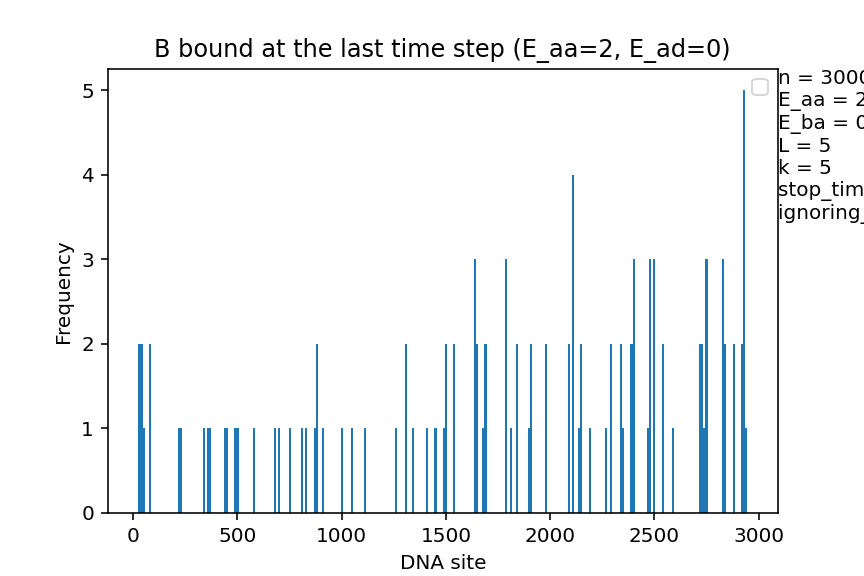 B bound at the last time step (E_aa=2, E_ad=0)
n = 3000
E_aa = 2
E_ba = 0
L = 5
k = 5
stop_tim
ignoring_
Frequency
5
4
3
2
1
0
0 500 1000 1500 2000 2500 3000
DNA site